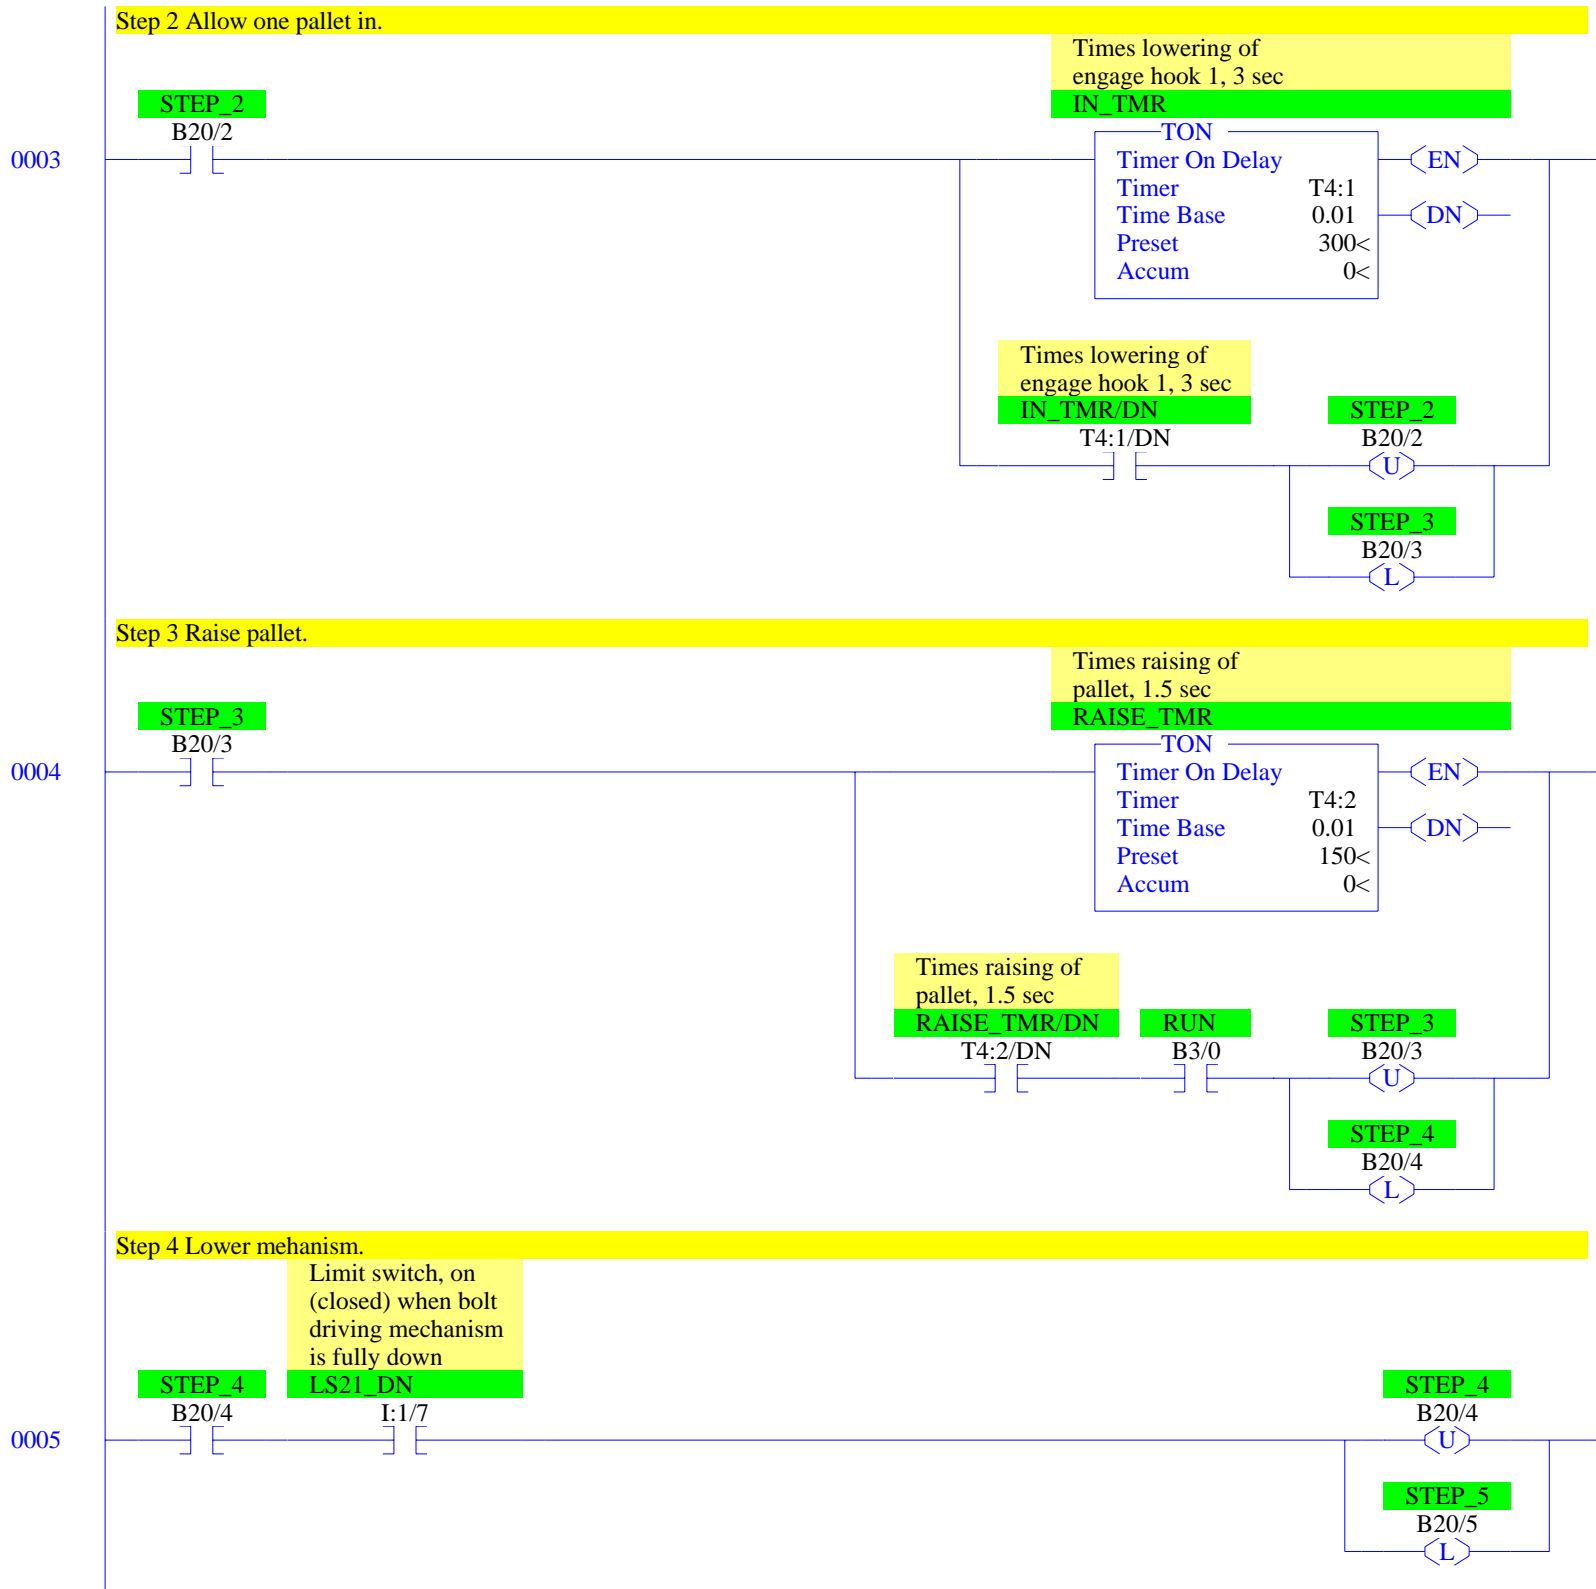 Step 2 Allow one pallet in.
Times lowering of
engage hook 1, 3 sec
IN_TMR
STEP_2
B20/2
0003
TON
Timer On Delay
EN
Timer T4:1
Time Base 0.01
DN
Preset 300<
Accum 0<
Times lowering of
engage hook 1, 3 sec
IN_TMR/DN
T4:1/DN
STEP_2
B20/2
U
STEP_3
B20/3
L
Step 3 Raise pallet.
Times raising of
pallet, 1.5 sec
RAISE_TMR
STEP_3
B20/3
0004
TON
Timer On Delay
EN
Timer T4:2
Time Base 0.01
DN
Preset 150<
Accum 0<
Times raising of
pallet, 1.5 sec
RAISE_TMR/DN
T4:2/DN
RUN
B3/0
STEP_3
B20/3
U
STEP_4
B20/4
L
Step 4 Lower mehanism.
Limit switch, on
(closed) when bolt
driving mechanism
is fully down
STEP_4
B20/4
LS21_DN
I:1/7
0005
STEP_4
B20/4
U
STEP_5
B20/5
L